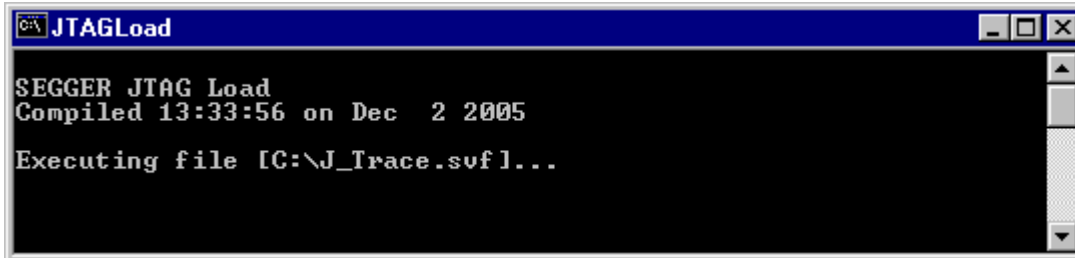 C:\ JTAGLoad
SEGGER JTAG Load
Compiled 13:33:56 on Dec  2 2005
Executing file [C:\J_Trace.svf]...